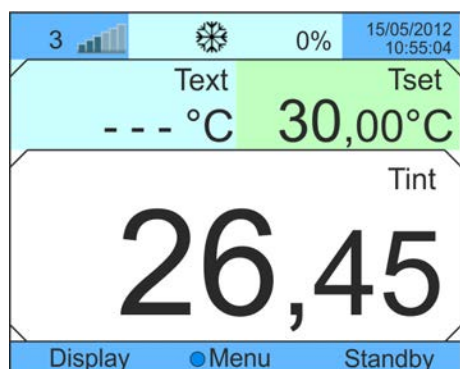 3 0% 15/05/2012
10:55:04
Text Tset
- - - °C 30,00°C
Tint
26,45
Display Menu Standby